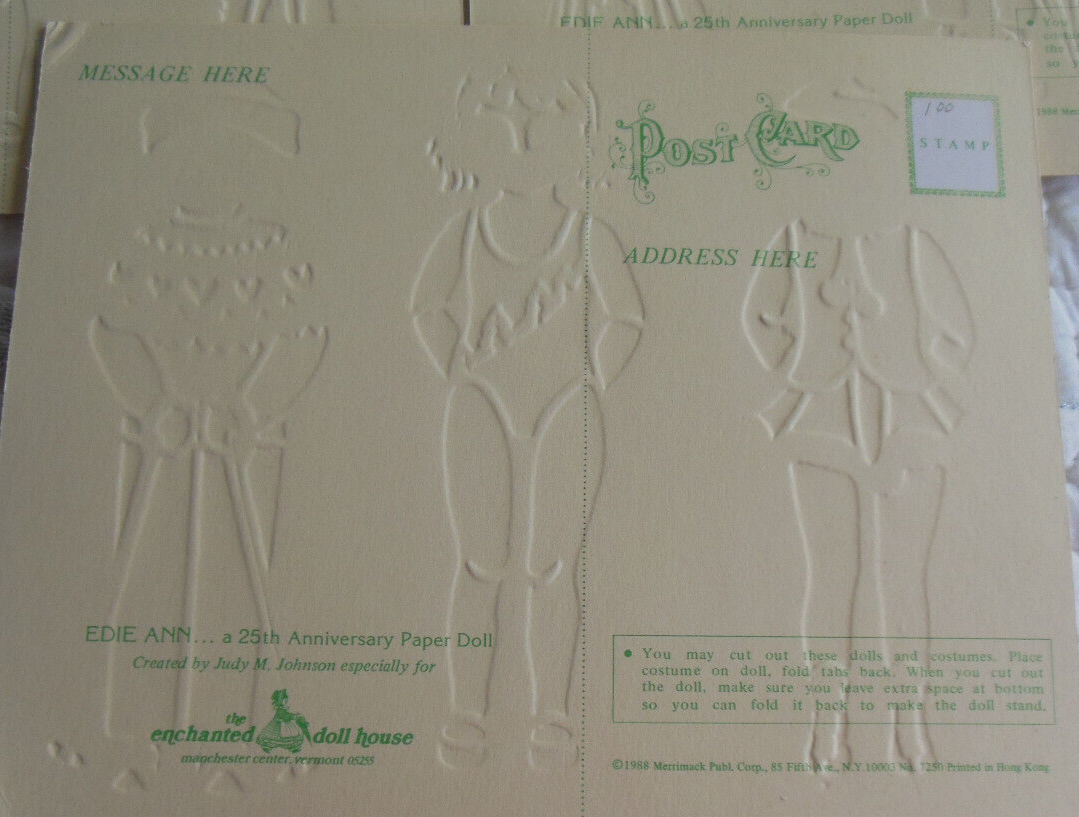 EDIE ANN... a 25th Anniversary Paper Doll
• You
MESSAGE HERE
POST CARD
1 00
STAMP
ADDRESS HERE
EDIE ANN... a 25th Anniversary Paper Doll
Created by Judy M. Johnson especially for
the
enchanted doll house
manchester center, vermont 05255
• You may cut out these dolls and costumes. Place
costume on doll, fold tabs back. When you cut out
the doll, make sure you leave extra space at bottom
so you can fold it back to make the doll stand.
©1988 Merrimack Publ. Corp., 85 Fifth Ave., N.Y. 10003 No. 7250 Printed in Hong Kong